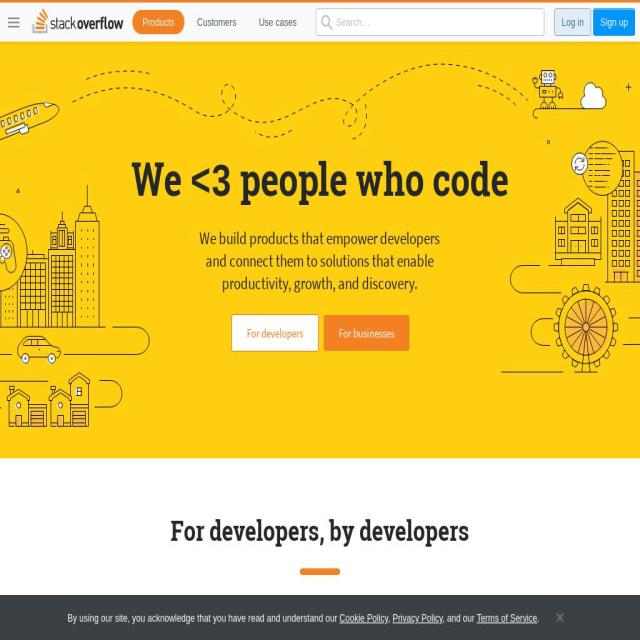 stackoverflow
Products
Customers
Use cases
Search...
Log in
Sign up
We <3 people who code
We build products that empower developers
and connect them to solutions that enable
productivity, growth, and discovery.
For developers
For businesses
For developers, by developers
By using our site, you acknowledge that you have read and understand our Cookie Policy, Privacy Policy, and our Terms of Service.